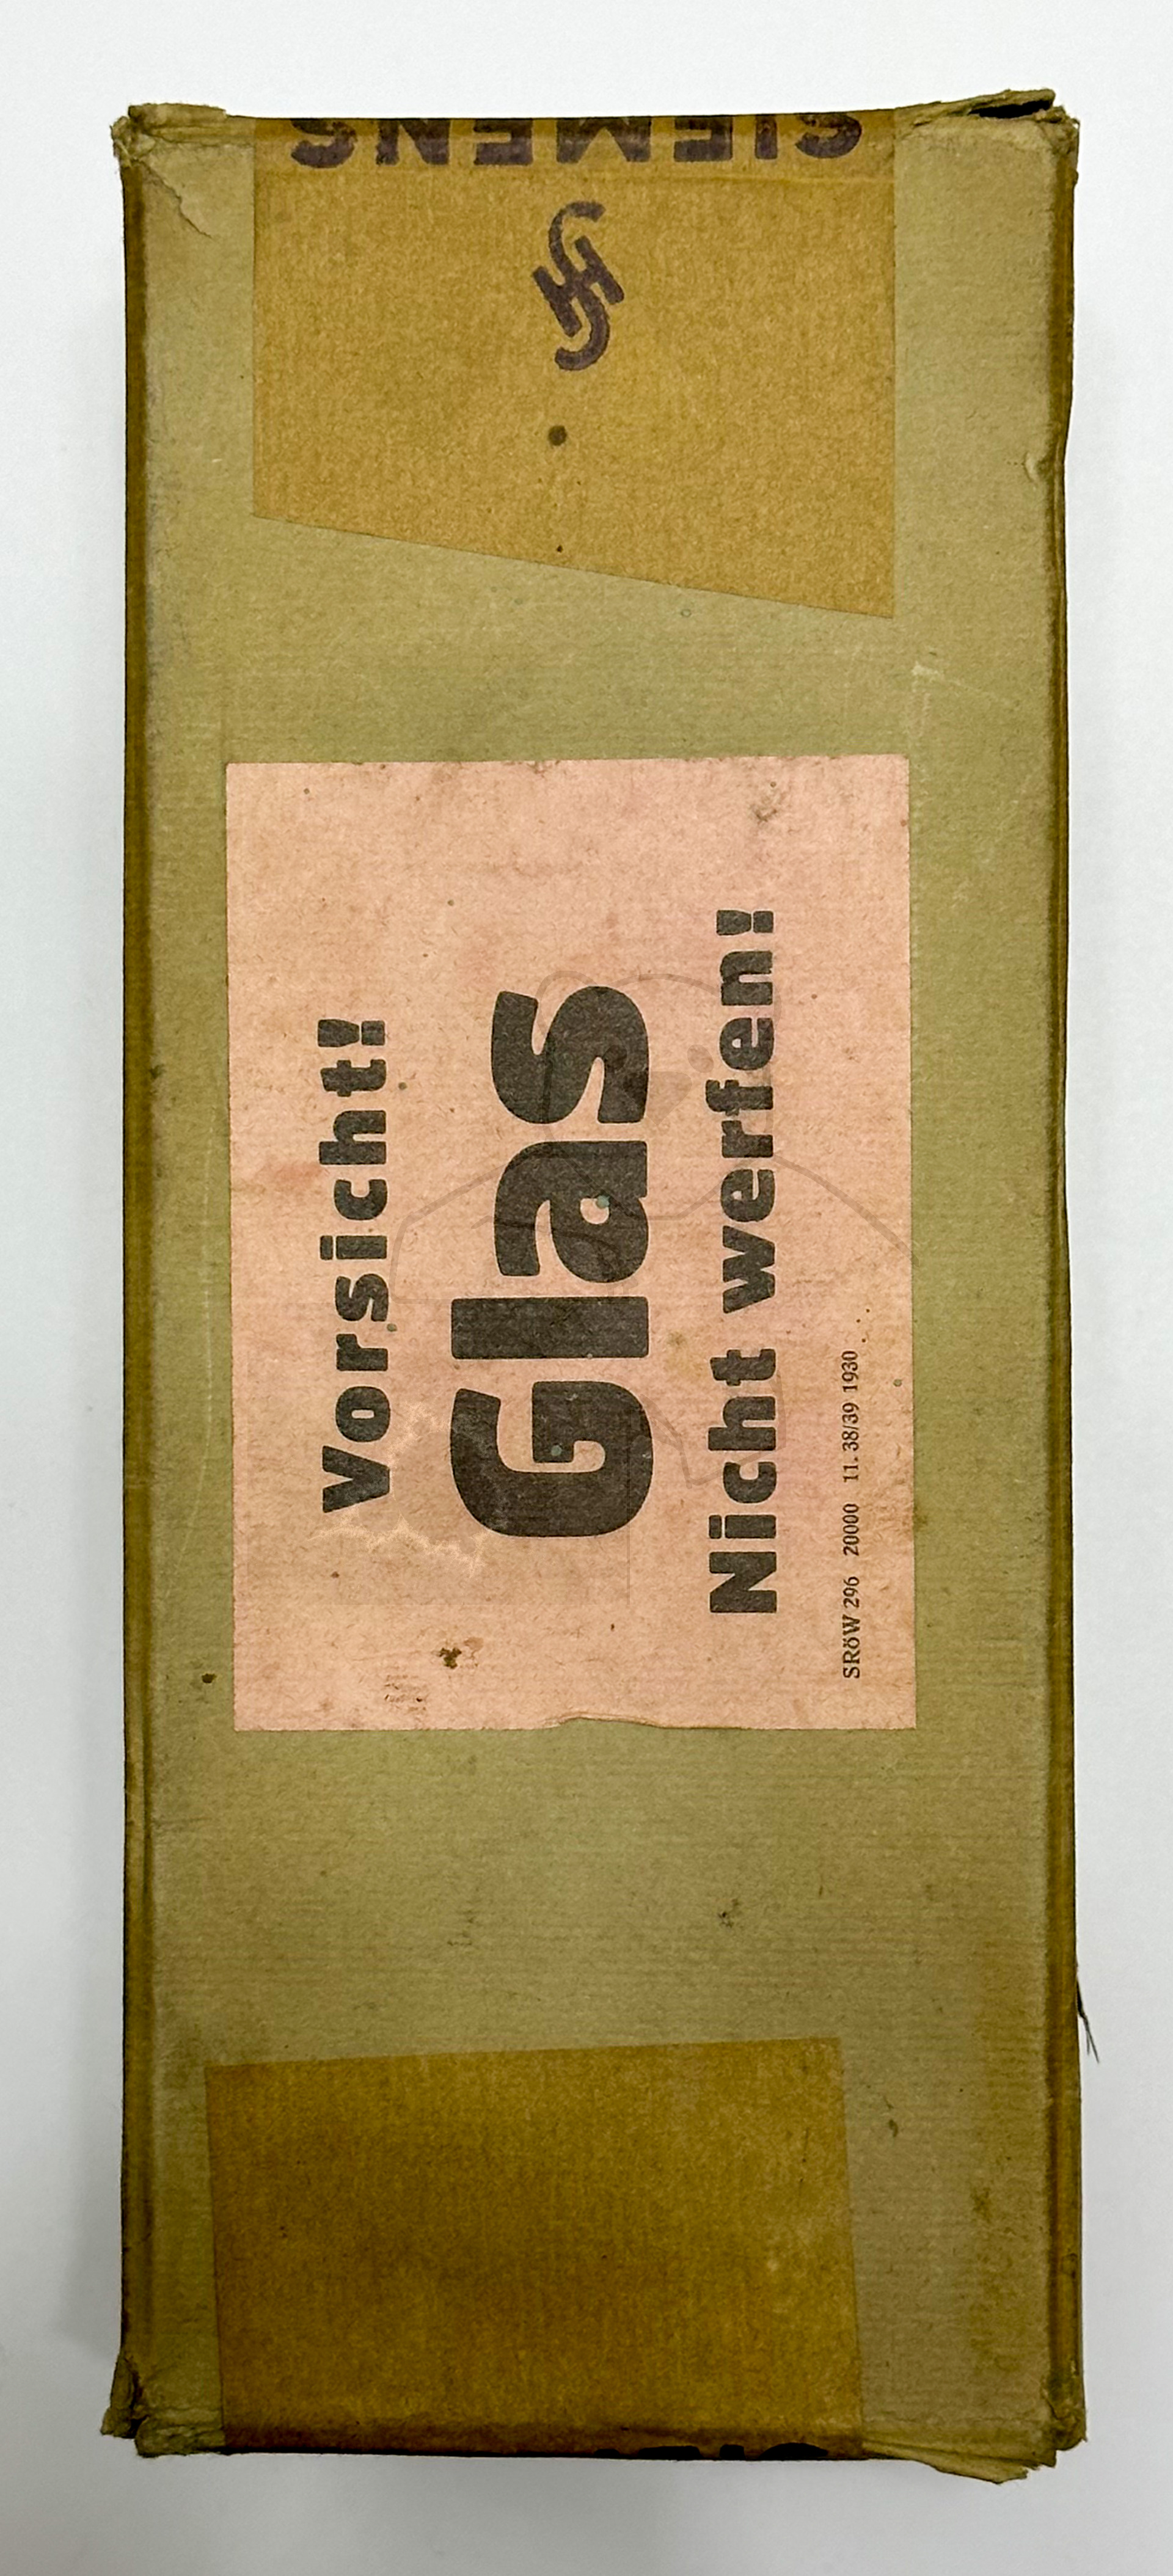 SIEMENS
Vorsicht!
Glas
Nicht werfen!
SRöW 296 20000 11. 38/39 1930